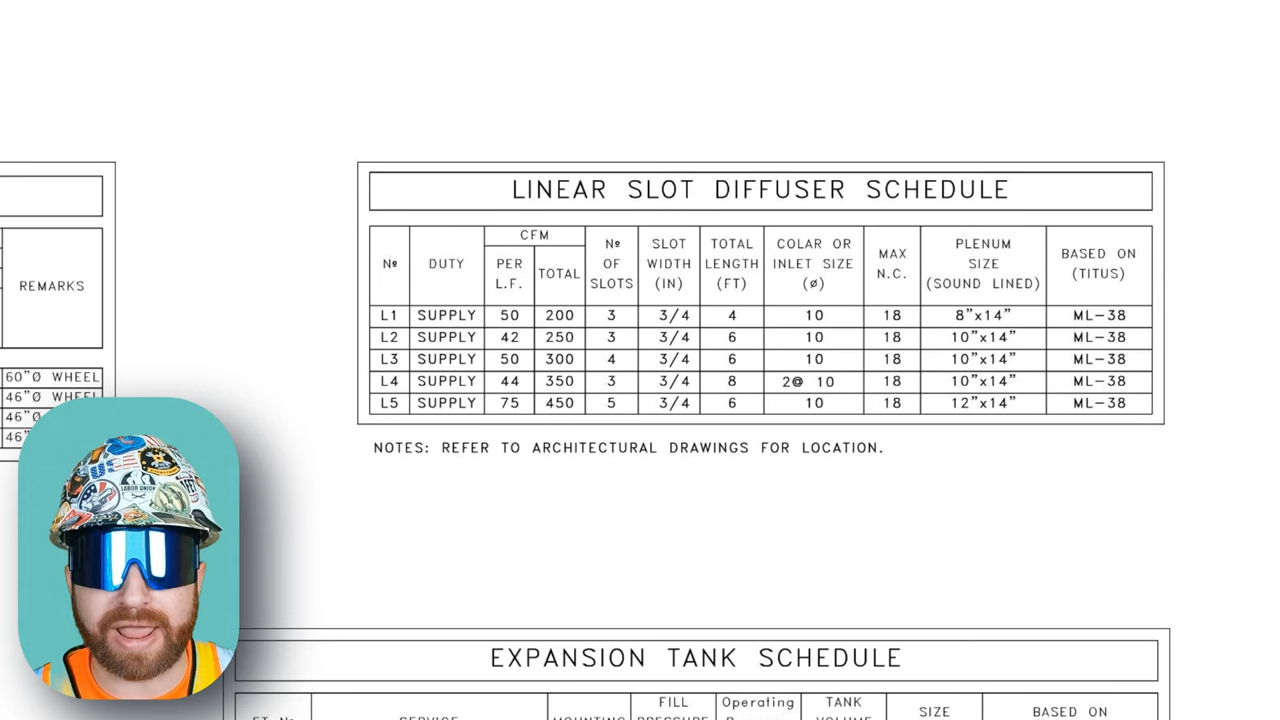 LINEAR SLOT DIFFUSER SCHEDULE
Nº DUTY CFM PER L.F. TOTAL Nº OF SLOTS SLOT WIDTH (IN) TOTAL LENGTH (FT) COLAR OR INLET SIZE (ø) MAX N.C. PLENUM SIZE (SOUND LINED) BASED ON (TITUS)
L1 SUPPLY 50 200 3 3/4 4 10 18 8"x14" ML-38
L2 SUPPLY 42 250 3 3/4 6 10 18 10"x14" ML-38
L3 SUPPLY 50 300 4 3/4 6 10 18 10"x14" ML-38
L4 SUPPLY 44 350 3 3/4 8 2@ 10 18 10"x14" ML-38
L5 SUPPLY 75 450 5 3/4 6 10 18 12"x14" ML-38
NOTES: REFER TO ARCHITECTURAL DRAWINGS FOR LOCATION.
REMARKS
60"Ø WHEEL
46"Ø WHEEL
46"Ø
46"
USA
LABOR UNION
EXPANSION TANK SCHEDULE
FILL
Operating
TANK
SIZE
BASED ON